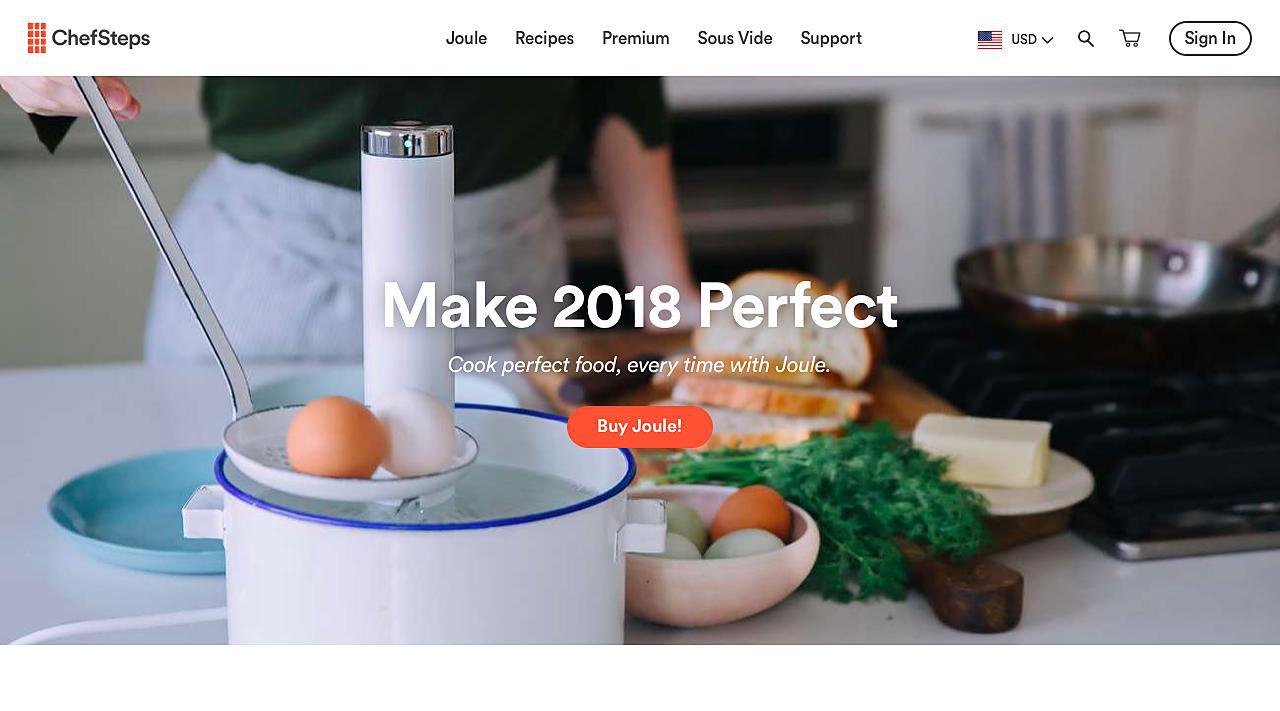 ChefSteps
Joule
Recipes
Premium
Sous Vide
Support
USD
Sign In
Make 2018 Perfect
Cook perfect food, every time with Joule.
Buy Joule!